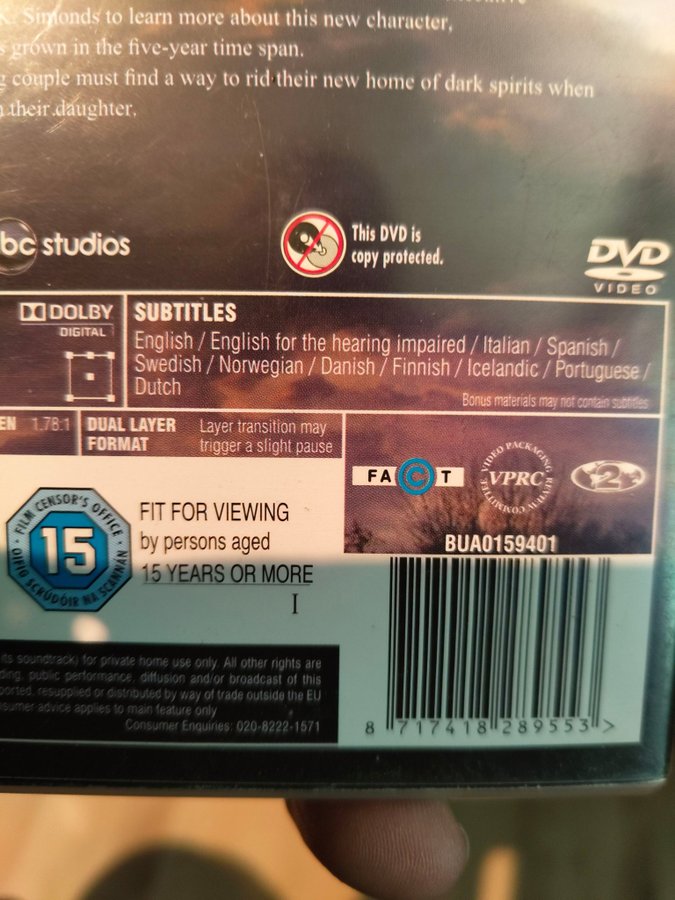 Simonds to learn more about this new character,
grown in the five-year time span.
couple must find a way to rid their new home of dark spirits when
their daughter.
bc studios
This DVD is
copy protected.
DVD
VIDEO
DOLBY
DIGITAL
SUBTITLES
English / English for the hearing impaired / Italian / Spanish /
Swedish / Norwegian / Danish / Finnish / Icelandic / Portuguese /
Dutch
Bonus materials may not contain subtitles
EN 1.78:1
DUAL LAYER
FORMAT
Layer transition may
trigger a slight pause
FACT
VIDEO PACKAGING REVIEW COMMITTEE
VPRC
2
BUA0159401
FILM CENSOR'S OFFICE
15
OIFIG SCRÚDÓIR NA SCANNÁN
FIT FOR VIEWING
by persons aged
15 YEARS OR MORE
I
its soundtrack) for private home use only. All other rights are
public performance, diffusion and/or broadcast of this
resupplied or distributed by way of trade outside the EU
advice applies to main feature only
Consumer Enquiries: 020-8222-1571
8 717418 289553 >